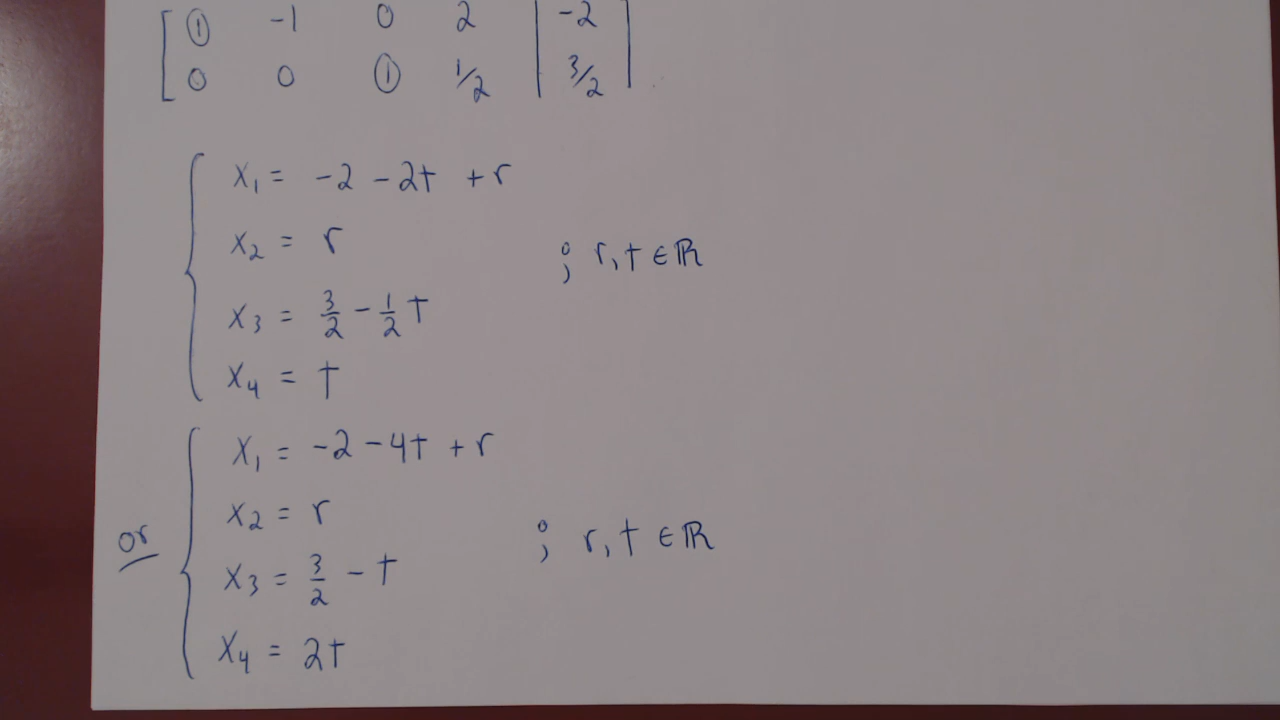 [ ① -1 0 2 | -2 ]
[ 0 0 ① 1/2 | 3/2 ]
x₁ = -2 - 2t + r
x₂ = r
; r, t ∈ ℝ
x₃ = 3/2 - 1/2 t
x₄ = t
x₁ = -2 - 4t + r
x₂ = r
or ; r, t ∈ ℝ
x₃ = 3/2 - t
x₄ = 2t